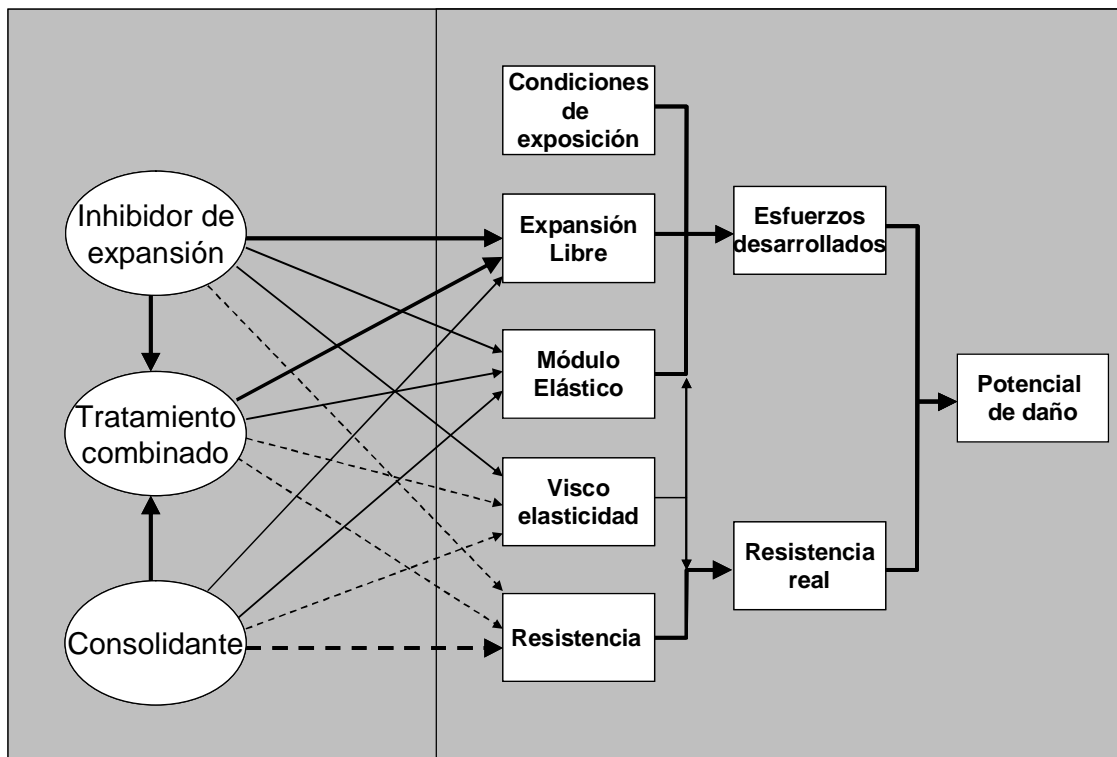 Inhibidor de
expansión
Tratamiento
combinado
Consolidante
Condiciones
de
exposición
Expansión
Libre
Módulo
Elástico
Visco
elasticidad
Resistencia
Esfuerzos
desarrollados
Resistencia
real
Potencial
de daño